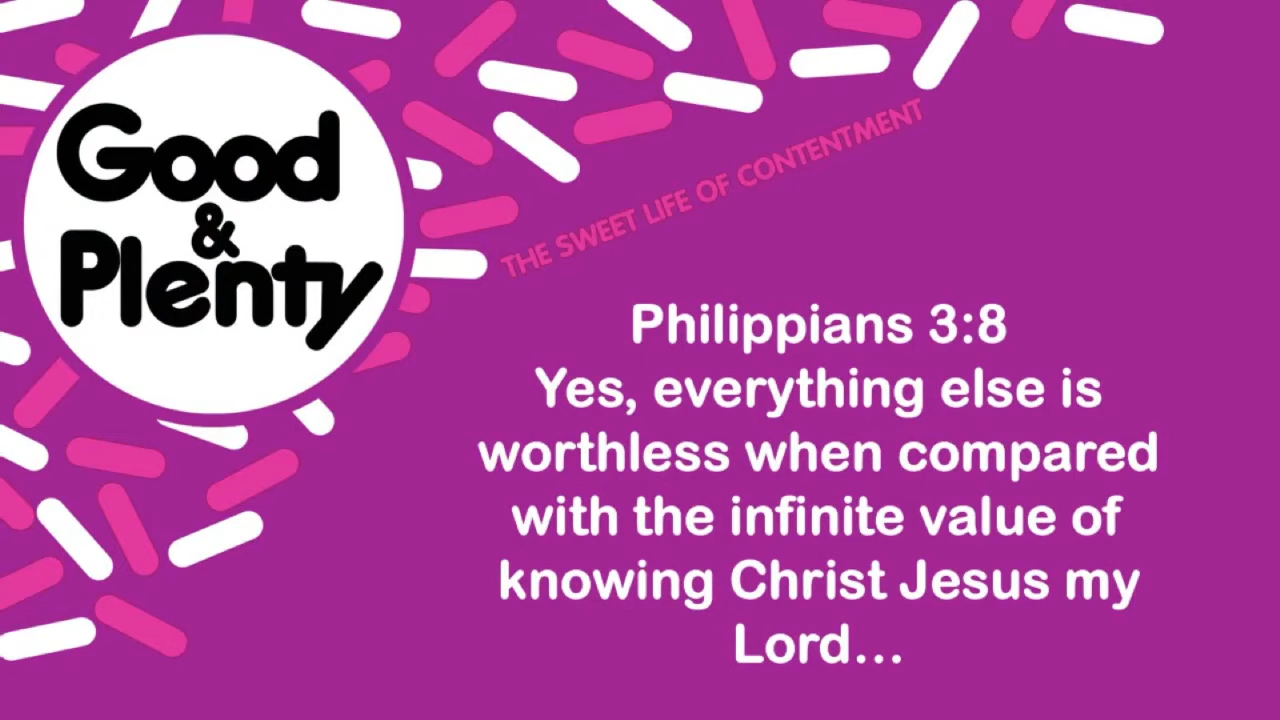 Good
&
Plenty
THE SWEET LIFE OF CONTENTMENT
Philippians 3:8
Yes, everything else is
worthless when compared
with the infinite value of
knowing Christ Jesus my
Lord...